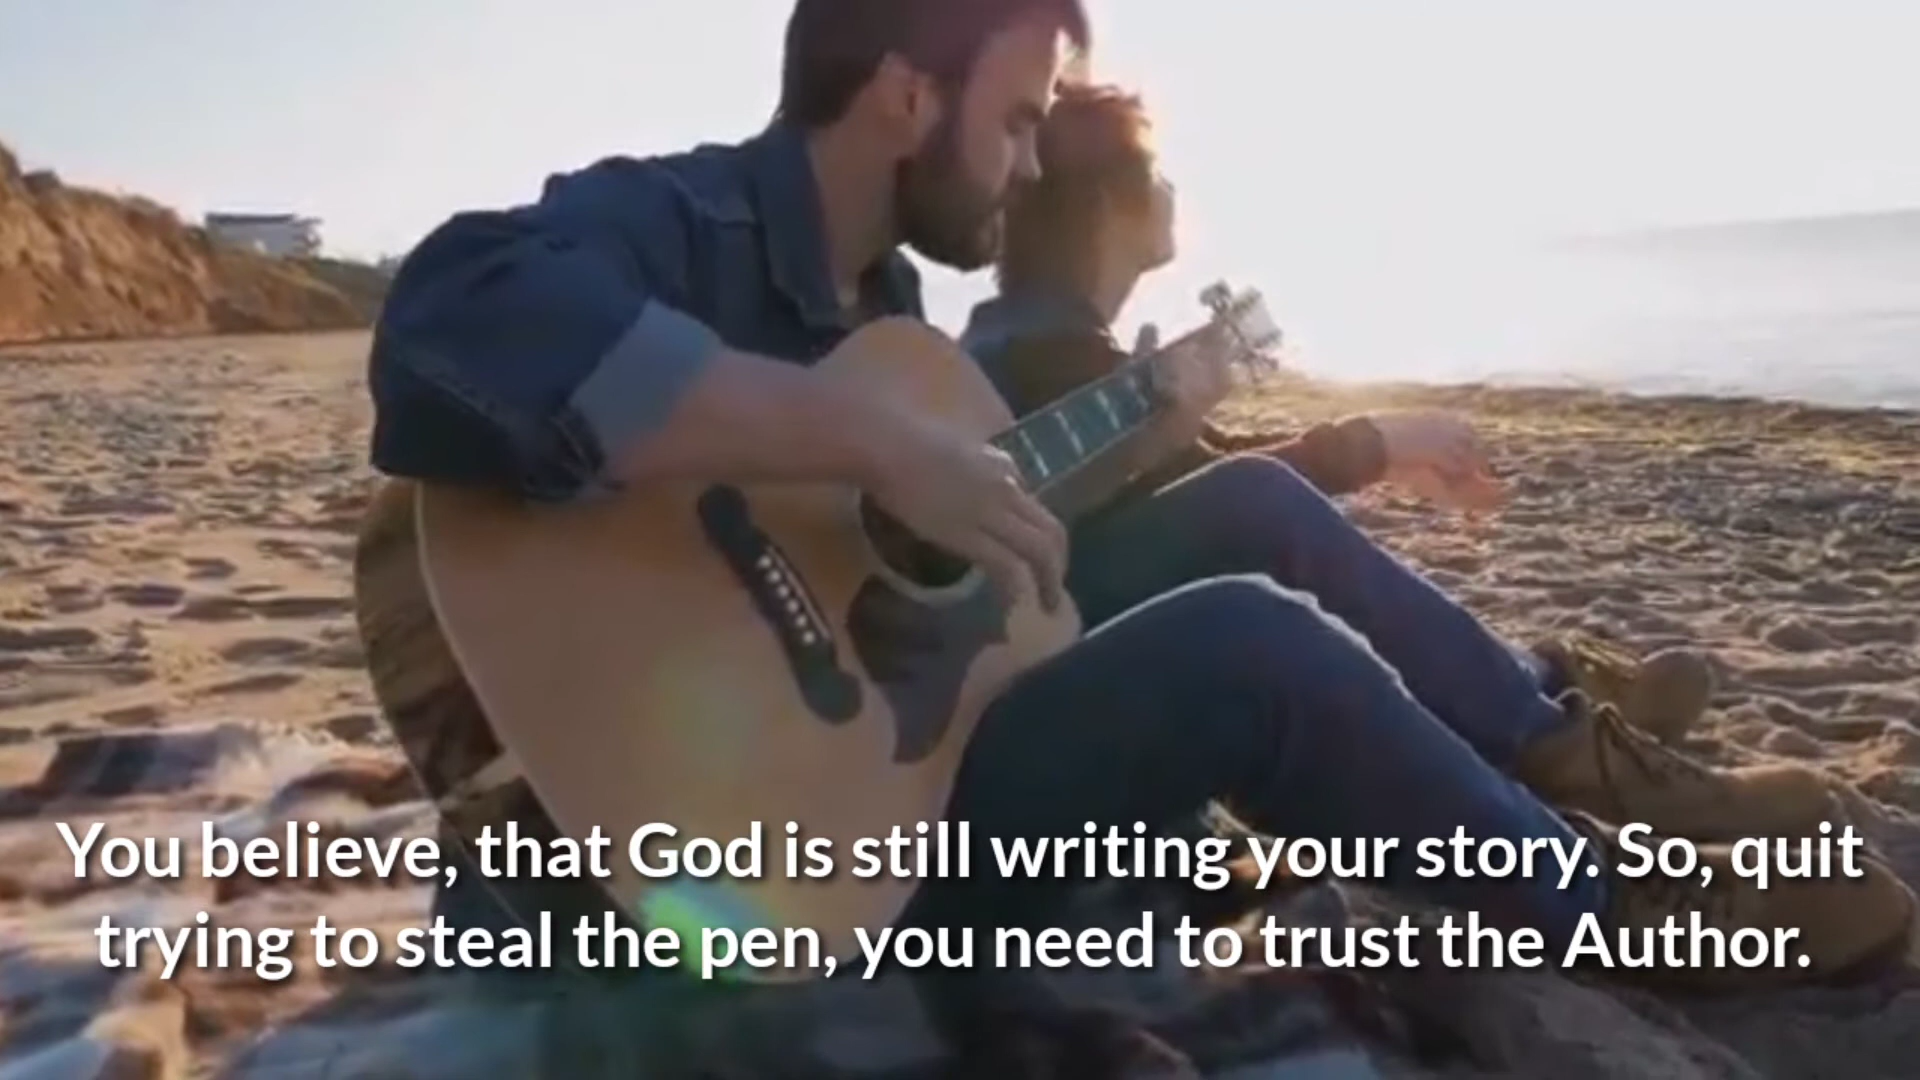 You believe, that God is still writing your story. So, quit
trying to steal the pen, you need to trust the Author.